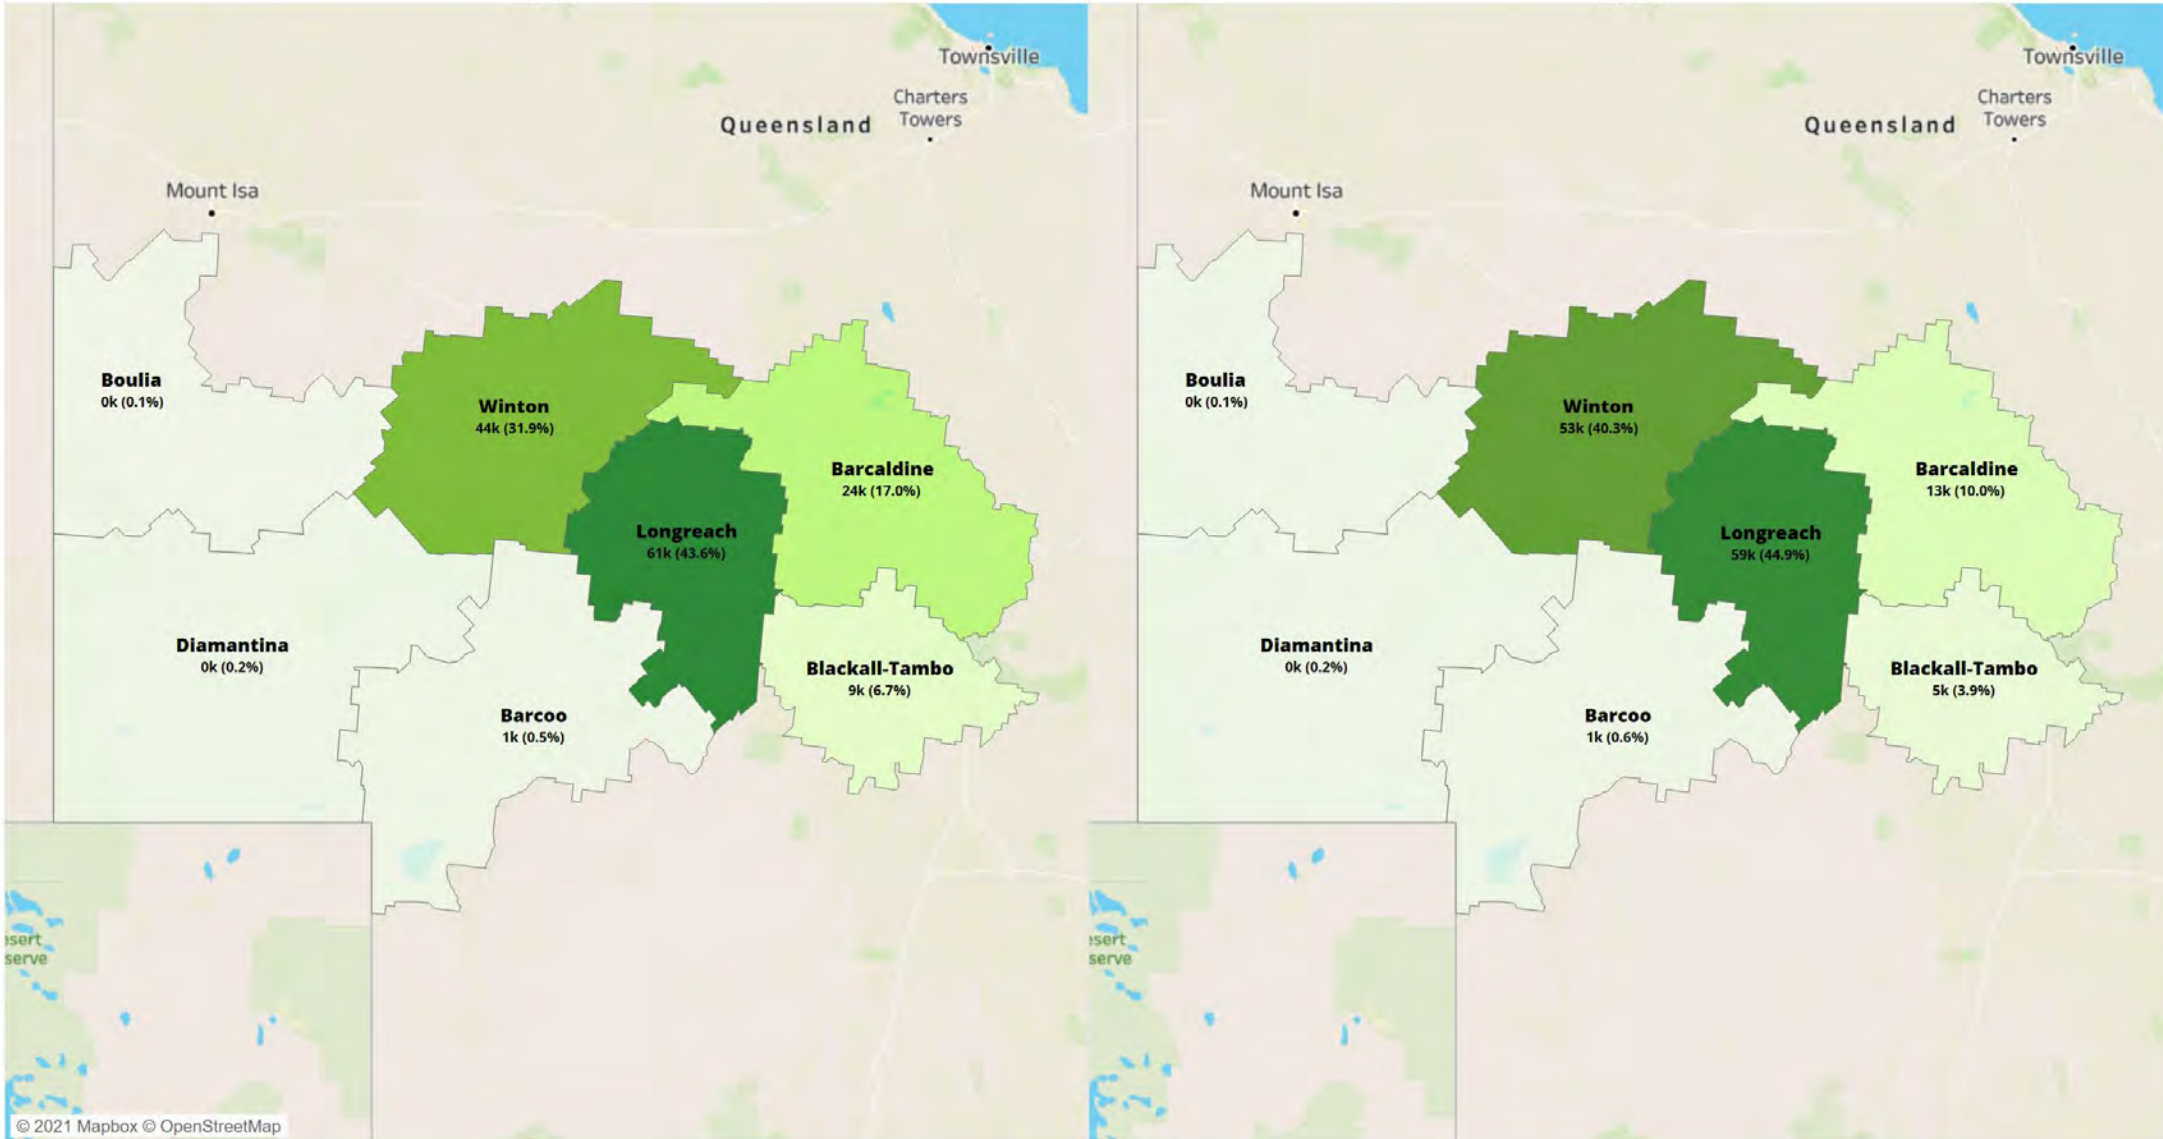 Townsville
Charters
Towers
Queensland
Mount Isa
Boulia
0k (0.1%)
Winton
44k (31.9%)
Barcaldine
24k (17.0%)
Longreach
61k (43.6%)
Diamantina
0k (0.2%)
Blackall-Tambo
9k (6.7%)
Barcoo
1k (0.5%)
esert
serve
© 2021 Mapbox © OpenStreetMap
Townsville
Charters
Towers
Queensland
Mount Isa
Boulia
0k (0.1%)
Winton
53k (40.3%)
Barcaldine
13k (10.0%)
Longreach
59k (44.9%)
Diamantina
0k (0.2%)
Blackall-Tambo
5k (3.9%)
Barcoo
1k (0.6%)
esert
serve